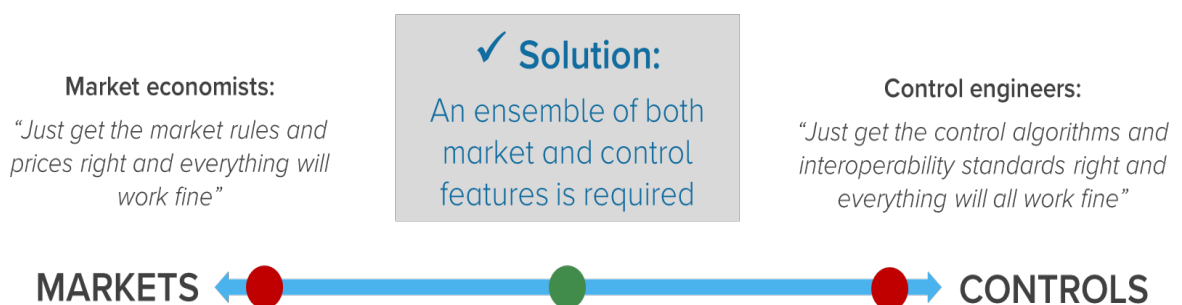 Market economists:
“Just get the market rules and
prices right and everything will
work fine”
✓ Solution:
An ensemble of both
market and control
features is required
Control engineers:
“Just get the control algorithms and
interoperability standards right and
everything will all work fine”
MARKETS
CONTROLS